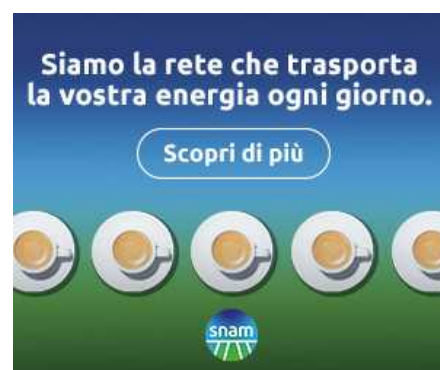 Siamo la rete che trasporta
la vostra energia ogni giorno.
Scopri di più
snam